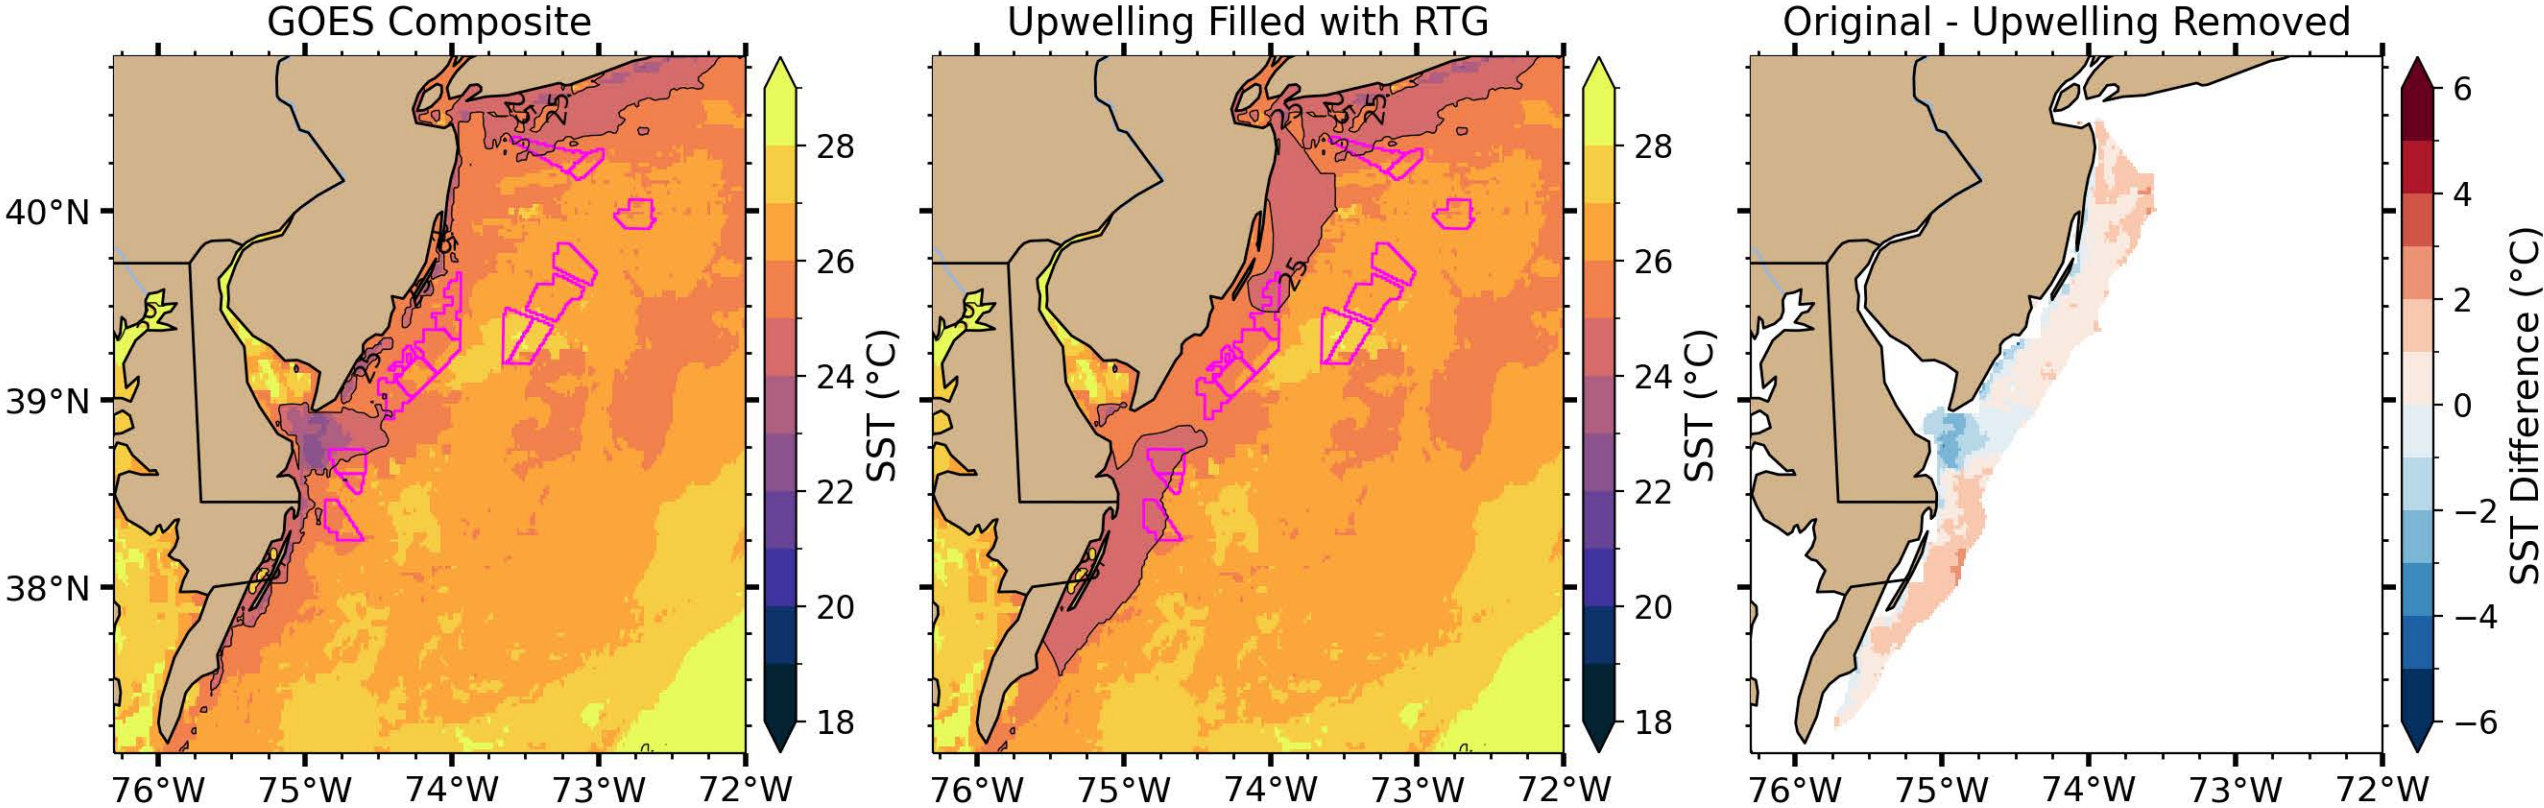 GOES Composite
Upwelling Filled with RTG
Original - Upwelling Removed
40°N
39°N
38°N
76°W
75°W
74°W
73°W
72°W
28
26
24
22
20
18
SST (°C)
25
76°W
75°W
74°W
73°W
72°W
28
26
24
22
20
18
SST (°C)
25
76°W
75°W
74°W
73°W
72°W
6
4
2
0
−2
−4
−6
SST Difference (°C)